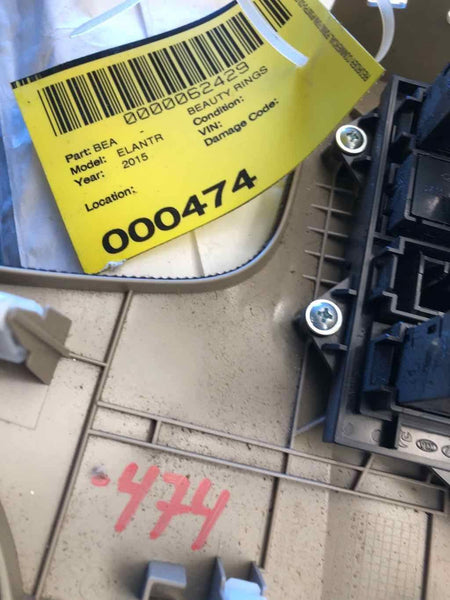 0000062429
Part: BEA - BEAUTY RINGS
Model: ELANTR Condition:
Year: 2015 VIN:
Damage Code:
Location:
000474
-474